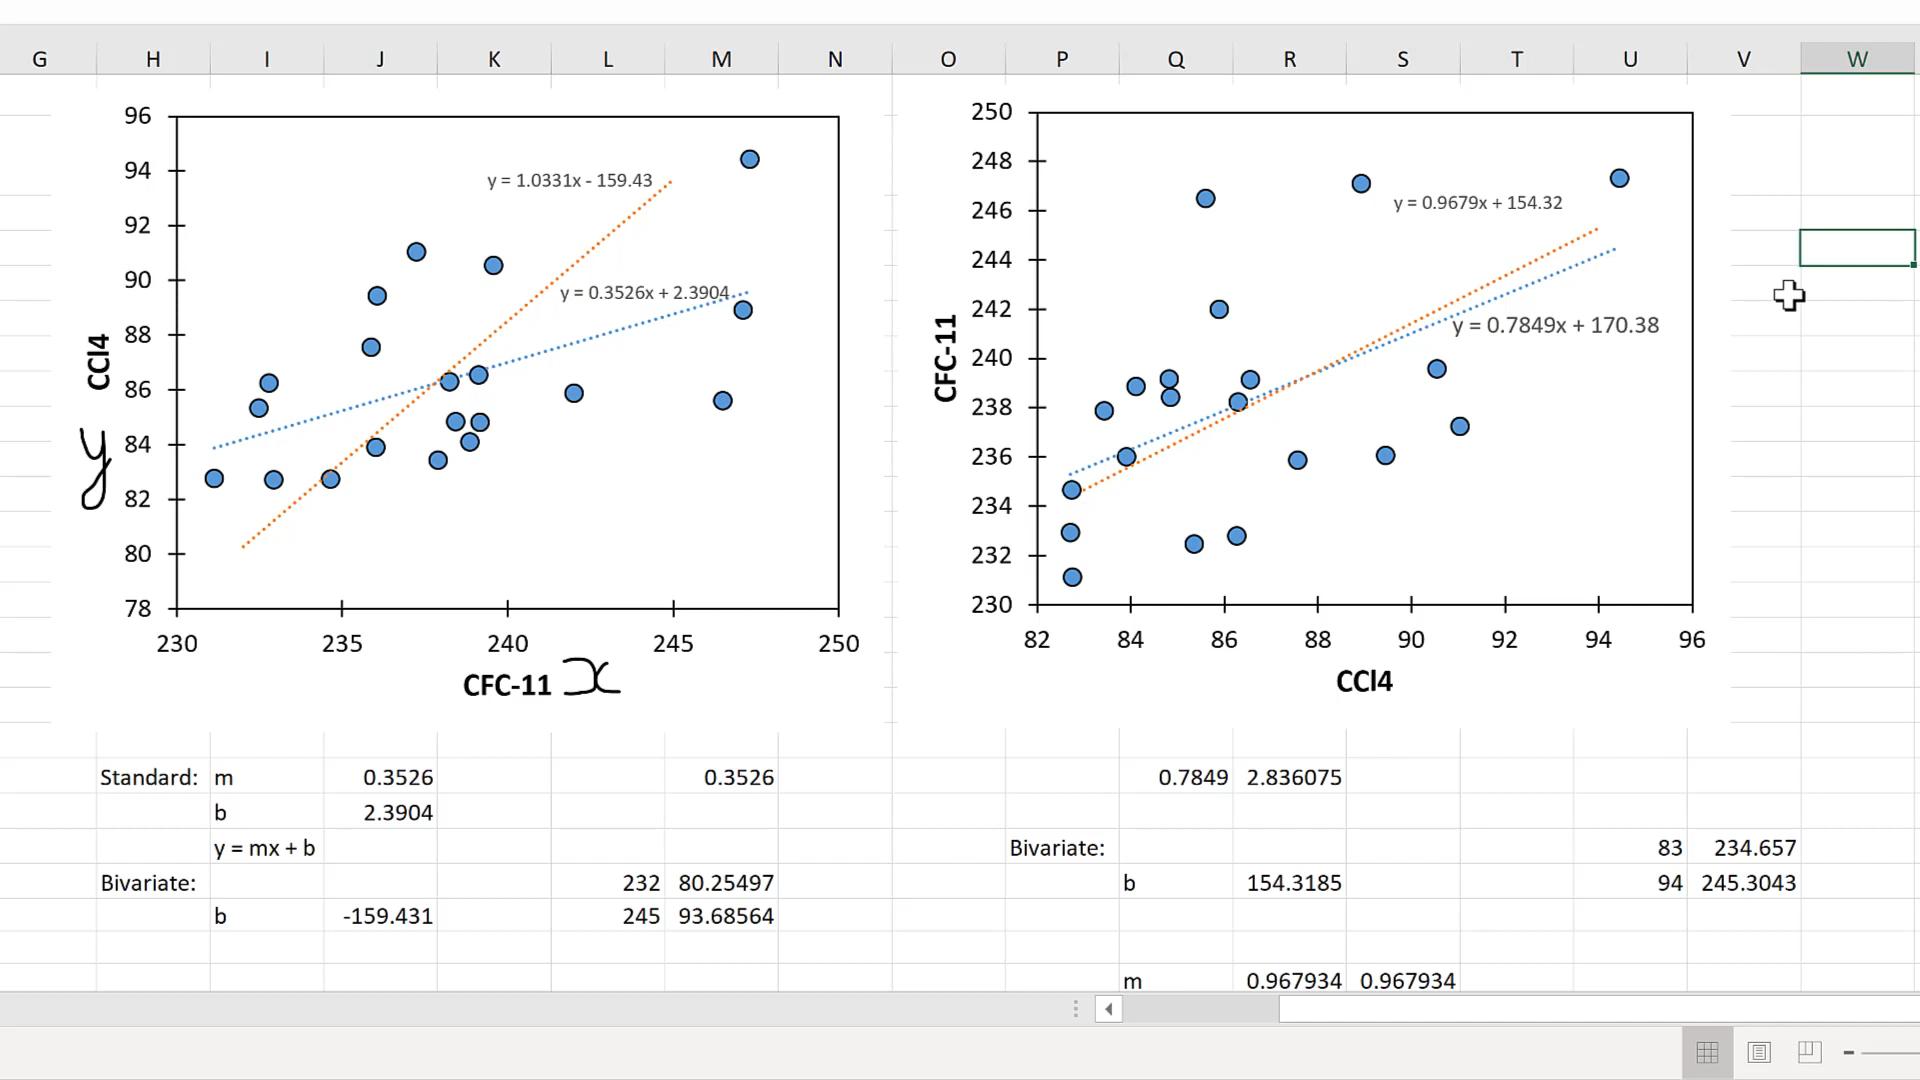 G H I J K L M N O P Q R S T U V W
96
94
92
90
88
86
84
82
80
78
CCl4
y
y = 1.0331x - 159.43
y = 0.3526x + 2.3904
230 235 240 245 250
CFC-11 x
250
248
246
244
242
240
238
236
234
232
230
CFC-11
y = 0.9679x + 154.32
y = 0.7849x + 170.38
82 84 86 88 90 92 94 96
CCl4
Standard: m 0.3526 0.3526 0.7849 2.836075
b 2.3904
y = mx + b Bivariate: 83 234.657
Bivariate: 232 80.25497 b 154.3185 94 245.3043
b -159.431 245 93.68564
m 0.967934 0.967934